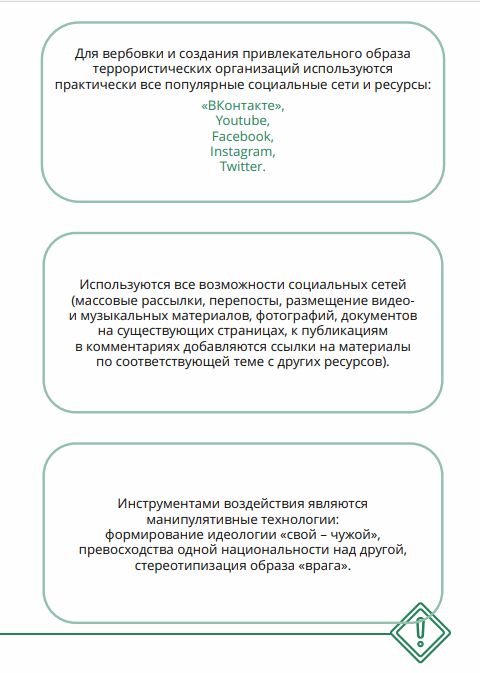 Для вербовки и создания привлекательного образа
террористических организаций используются
практически все популярные социальные сети и ресурсы:
«ВКонтакте»,
Youtube,
Facebook,
Instagram,
Twitter.
Используются все возможности социальных сетей
(массовые рассылки, перепосты, размещение видео-
и музыкальных материалов, фотографий, документов
на существующих страницах, к публикациям
в комментариях добавляются ссылки на материалы
по соответствующей теме с других ресурсов).
Инструментами воздействия являются
манипулятивные технологии:
формирование идеологии «свой – чужой»,
превосходства одной национальности над другой,
стереотипизация образа «врага».